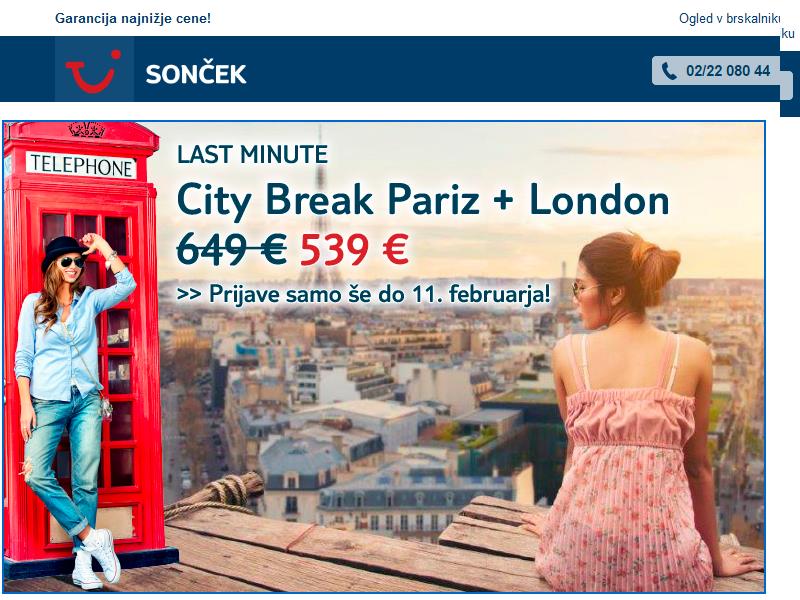 Garancija najnižje cene!
Ogled v brskalniku
ku
SONČEK
02/22 080 44
TELEPHONE
LAST MINUTE
City Break Pariz + London
649 € 539 €
>> Prijave samo še do 11. februarja!